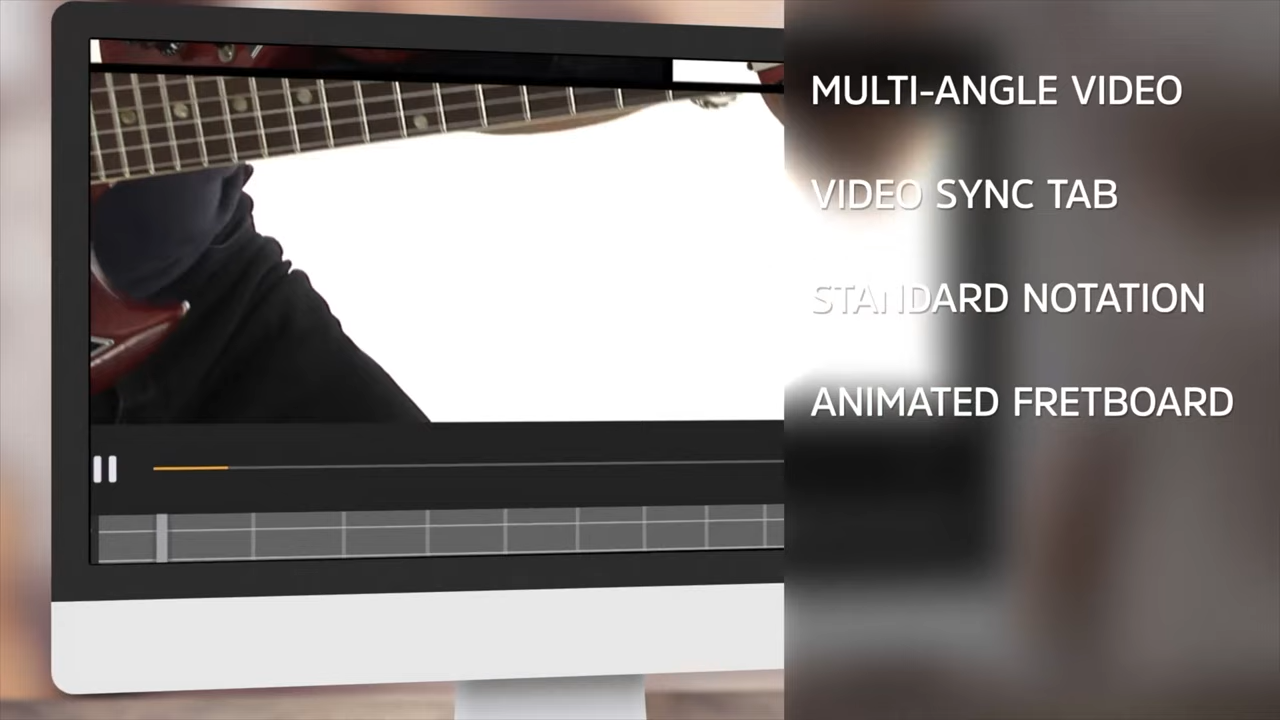 MULTI-ANGLE VIDEO
VIDEO SYNC TAB
STANDARD NOTATION
ANIMATED FRETBOARD